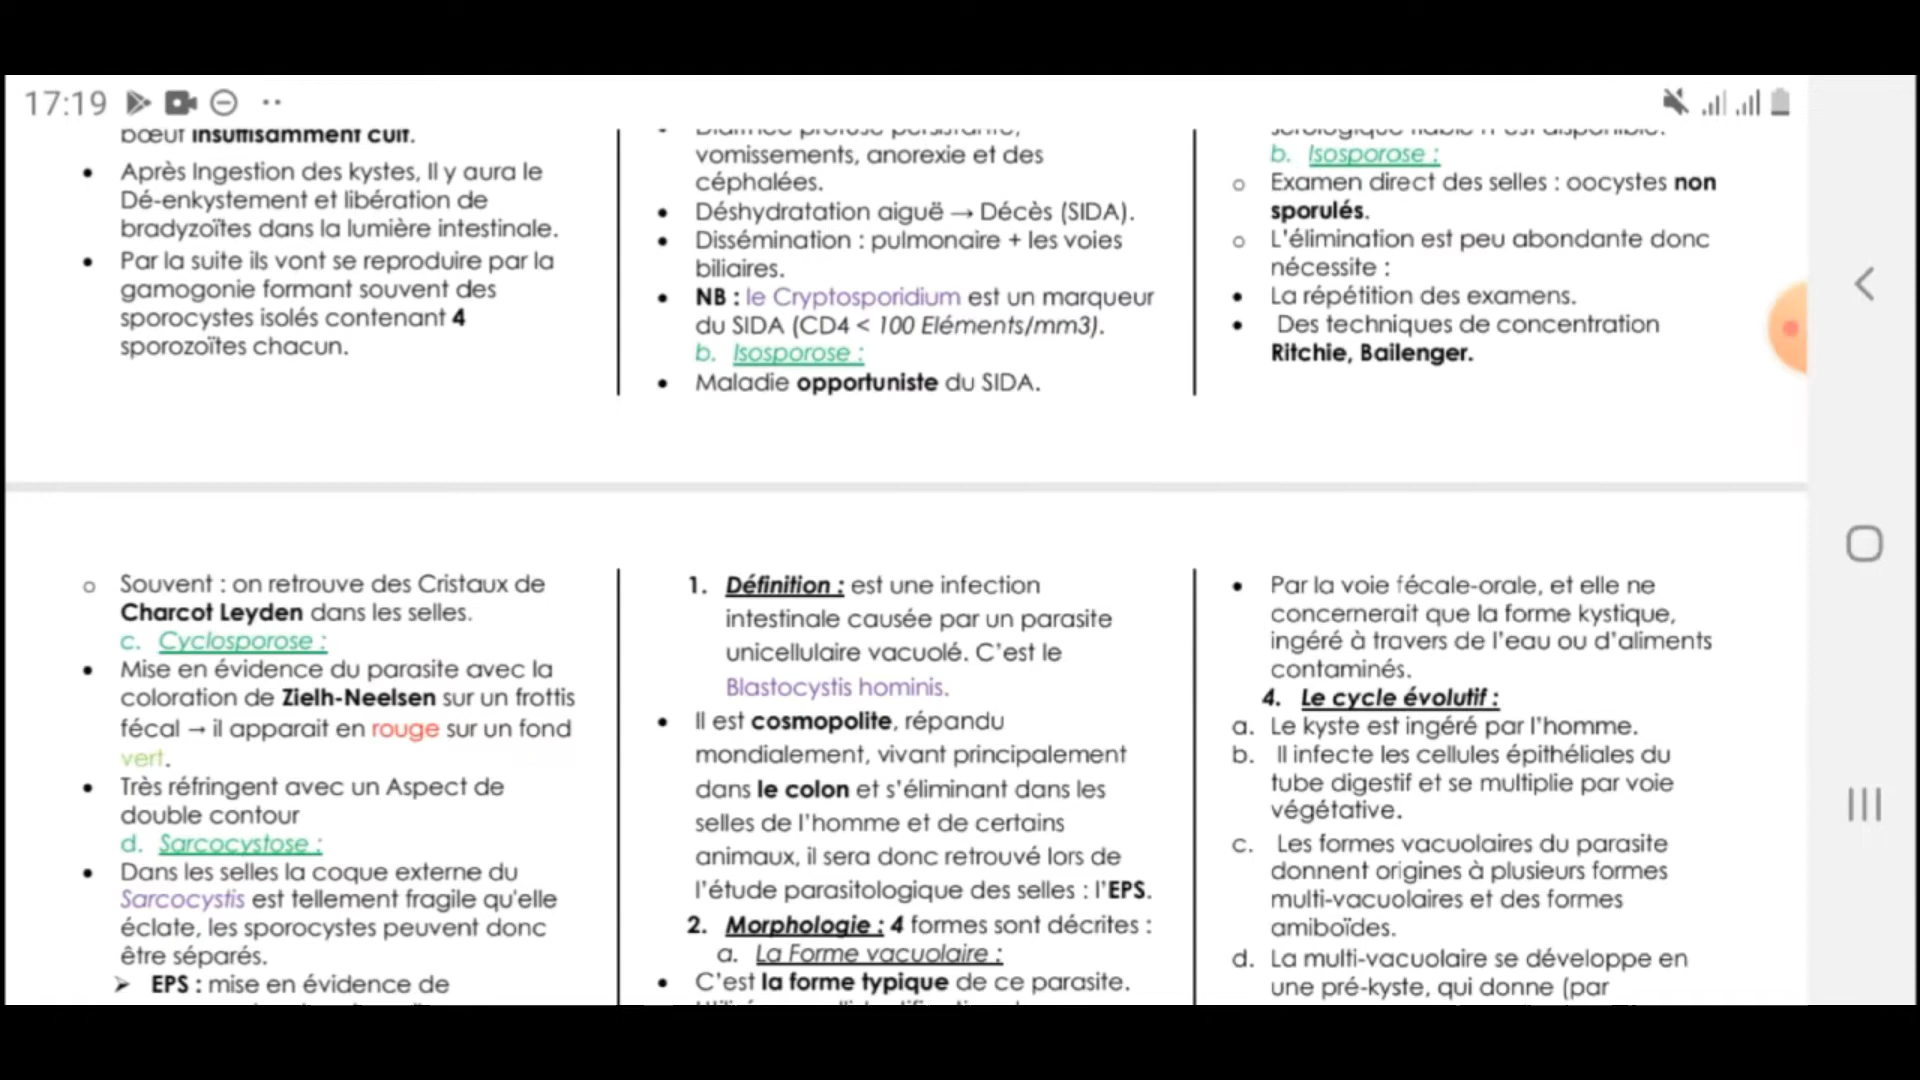 17:19
bœuf insuffisamment cuit.
• Après Ingestion des kystes, Il y aura le
Dé-enkystement et libération de
bradyzoïtes dans la lumière intestinale.
• Par la suite ils vont se reproduire par la
gamogonie formant souvent des
sporocystes isolés contenant 4
sporozoïtes chacun.
• Diarrhée profuse persistante,
vomissements, anorexie et des
céphalées.
• Déshydratation aiguë → Décès (SIDA).
• Dissémination : pulmonaire + les voies
biliaires.
• NB : le Cryptosporidium est un marqueur
du SIDA (CD4 < 100 Eléments/mm3).
b. Isosporose :
• Maladie opportuniste du SIDA.
sérologique fiable n'est disponible.
b. Isosporose :
o Examen direct des selles : oocystes non
sporulés.
o L'élimination est peu abondante donc
nécessite :
• La répétition des examens.
• Des techniques de concentration
Ritchie, Bailenger.
o Souvent : on retrouve des Cristaux de
Charcot Leyden dans les selles.
c. Cyclosporose :
• Mise en évidence du parasite avec la
coloration de Zielh-Neelsen sur un frottis
fécal → il apparait en rouge sur un fond
vert.
• Très réfringent avec un Aspect de
double contour
d. Sarcocystose :
• Dans les selles la coque externe du
Sarcocystis est tellement fragile qu'elle
éclate, les sporocystes peuvent donc
être séparés.
➤ EPS : mise en évidence de
1. Définition : est une infection
intestinale causée par un parasite
unicellulaire vacuolé. C'est le
Blastocystis hominis.
• Il est cosmopolite, répandu
mondialement, vivant principalement
dans le colon et s'éliminant dans les
selles de l'homme et de certains
animaux, il sera donc retrouvé lors de
l'étude parasitologique des selles : l'EPS.
2. Morphologie : 4 formes sont décrites :
a. La Forme vacuolaire :
• C'est la forme typique de ce parasite.
• Par la voie fécale-orale, et elle ne
concernerait que la forme kystique,
ingéré à travers de l'eau ou d'aliments
contaminés.
4. Le cycle évolutif :
a. Le kyste est ingéré par l'homme.
b. Il infecte les cellules épithéliales du
tube digestif et se multiplie par voie
végétative.
c. Les formes vacuolaires du parasite
donnent origines à plusieurs formes
multi-vacuolaires et des formes
amiboïdes.
d. La multi-vacuolaire se développe en
une pré-kyste, qui donne (par